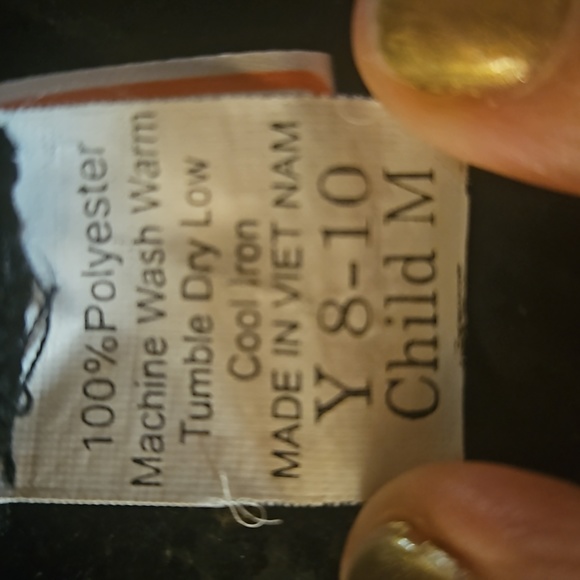 100%Polyester
Machine Wash Warm
Tumble Dry Low
Cool Iron
MADE IN VIET NAM
Y 8-10
Child M